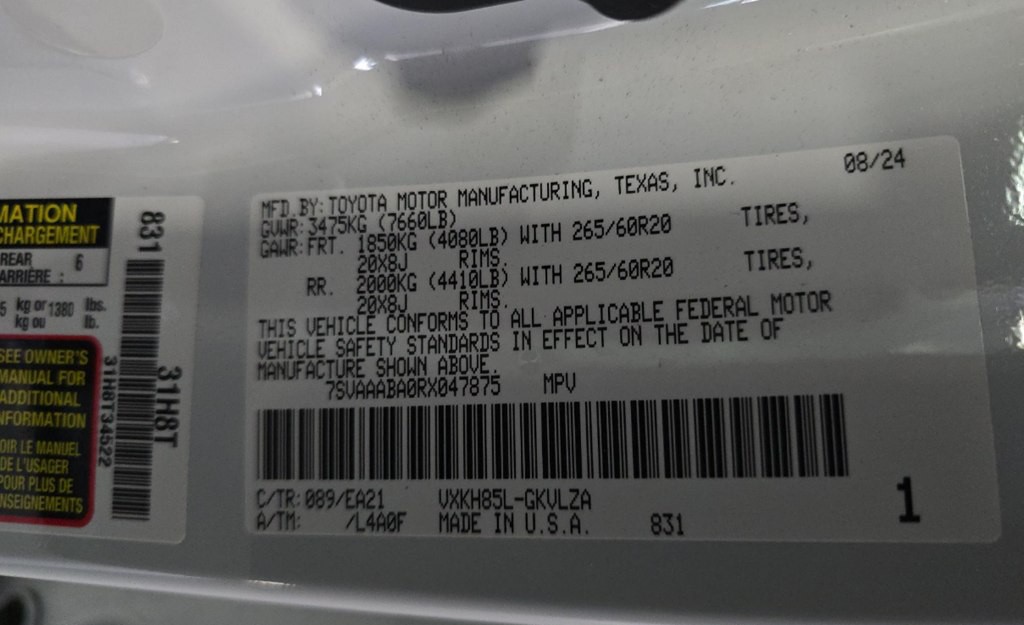 MATION
CHARGEMENT
REAR
ARRIÈRE : 6
5 kg or 1380 lbs.
kg ou lb.
SEE OWNER'S
MANUAL FOR
ADDITIONAL
NFORMATION
OIR LE MANUEL
DE L'USAGER
POUR PLUS DE
NSEIGNEMENTS
831
31H8T
31H8T34522
08/24
MFD.BY:TOYOTA MOTOR MANUFACTURING, TEXAS, INC.
GVWR:3475KG (7660LB)
GAWR:FRT. 1850KG (4080LB) WITH 265/60R20 TIRES,
20X8J RIMS.
RR. 2000KG (4410LB) WITH 265/60R20 TIRES,
20X8J RIMS.
THIS VEHICLE CONFORMS TO ALL APPLICABLE FEDERAL MOTOR
VEHICLE SAFETY STANDARDS IN EFFECT ON THE DATE OF
MANUFACTURE SHOWN ABOVE.
7SVAAABA0RX047875 MPV
C/TR:089/EA21 VXKH85L-GKVLZA
A/TM: /L4A0F MADE IN U.S.A. 831
1